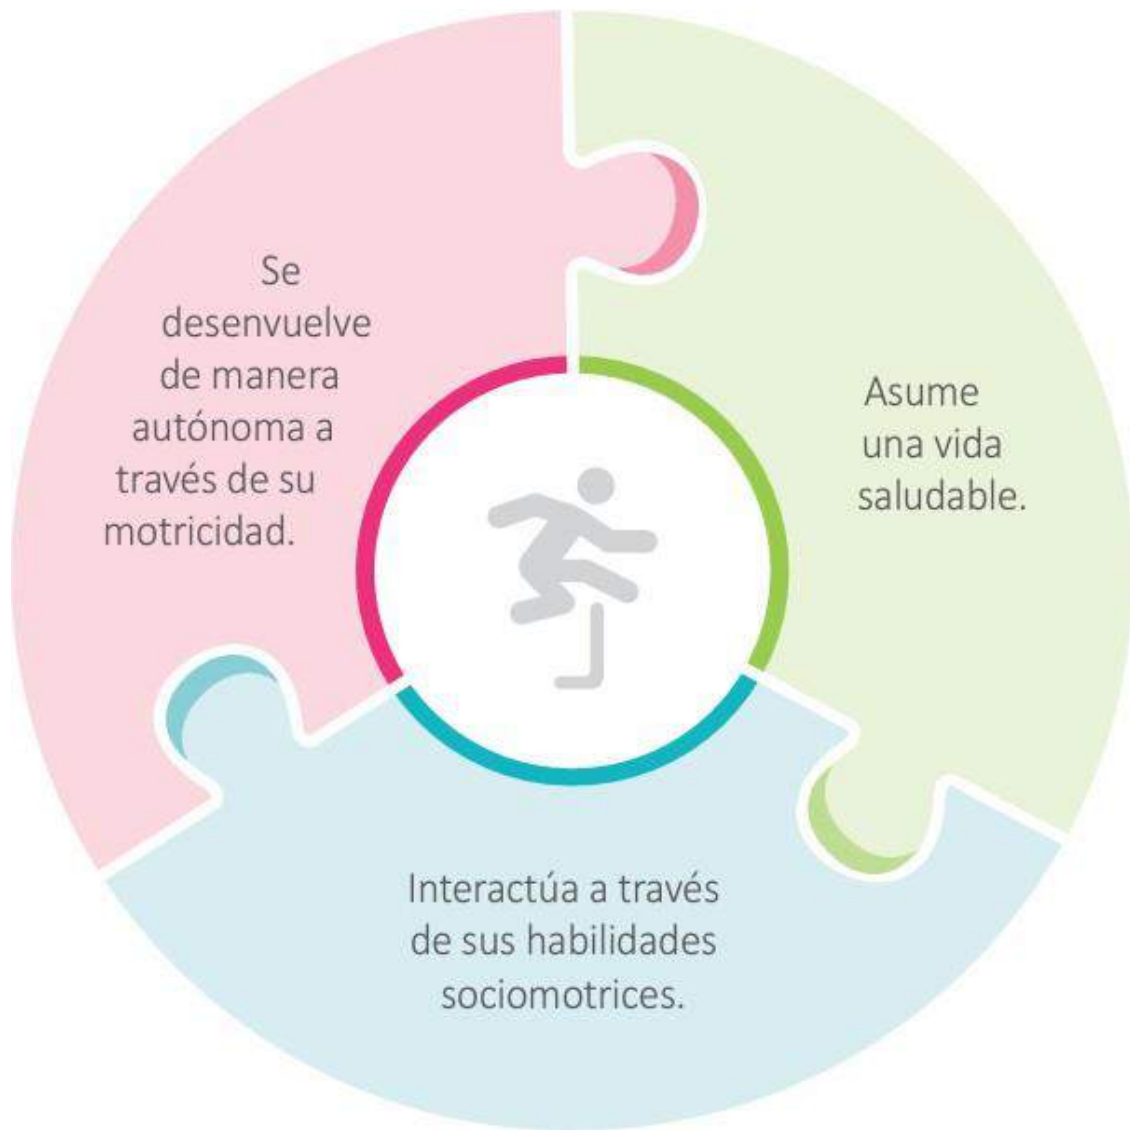 Se
desenvuelve
de manera
autónoma a
través de su
motricidad.
Asume
una vida
saludable.
Interactúa a través
de sus habilidades
sociomotrices.